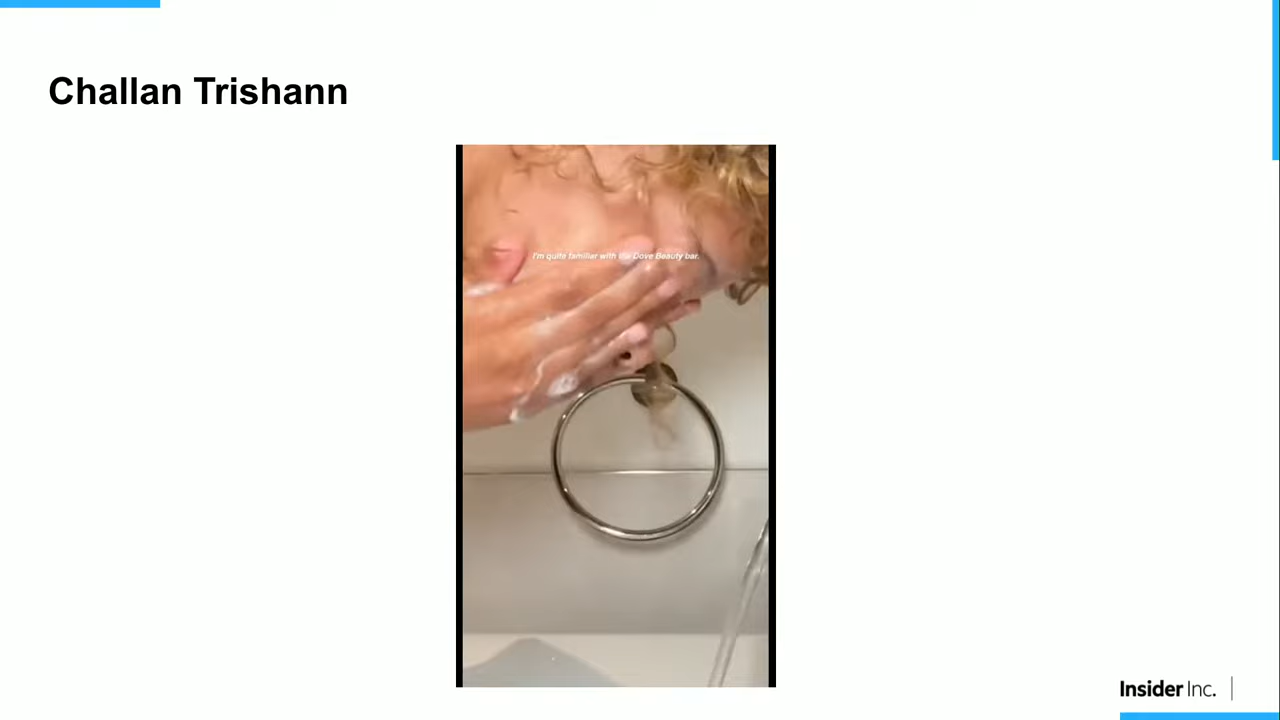 Challan Trishann
I'm quite familiar with the Dove Beauty bar.
Insider Inc.